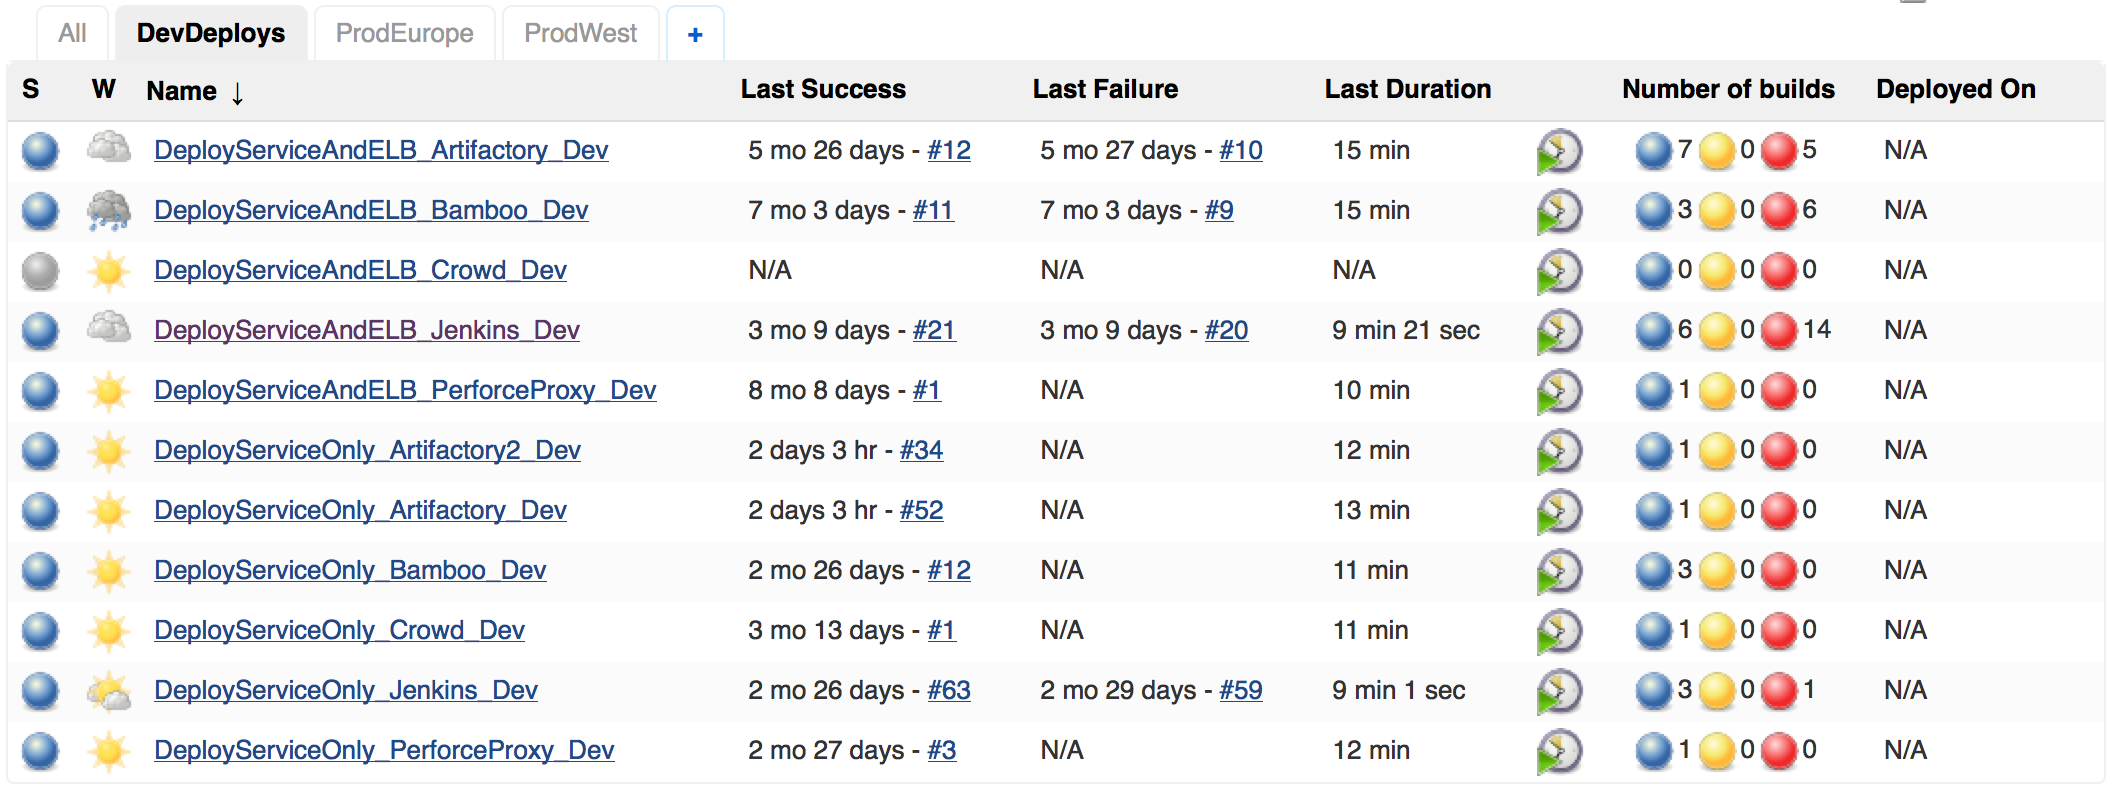 All DevDeploys ProdEurope ProdWest +
S W Name ↓ Last Success Last Failure Last Duration Number of builds Deployed On
DeployServiceAndELB_Artifactory_Dev 5 mo 26 days - #12 5 mo 27 days - #10 15 min 7 0 5 N/A
DeployServiceAndELB_Bamboo_Dev 7 mo 3 days - #11 7 mo 3 days - #9 15 min 3 0 6 N/A
DeployServiceAndELB_Crowd_Dev N/A N/A N/A 0 0 0 N/A
DeployServiceAndELB_Jenkins_Dev 3 mo 9 days - #21 3 mo 9 days - #20 9 min 21 sec 6 0 14 N/A
DeployServiceAndELB_PerforceProxy_Dev 8 mo 8 days - #1 N/A 10 min 1 0 0 N/A
DeployServiceOnly_Artifactory2_Dev 2 days 3 hr - #34 N/A 12 min 1 0 0 N/A
DeployServiceOnly_Artifactory_Dev 2 days 3 hr - #52 N/A 13 min 1 0 0 N/A
DeployServiceOnly_Bamboo_Dev 2 mo 26 days - #12 N/A 11 min 3 0 0 N/A
DeployServiceOnly_Crowd_Dev 3 mo 13 days - #1 N/A 11 min 1 0 0 N/A
DeployServiceOnly_Jenkins_Dev 2 mo 26 days - #63 2 mo 29 days - #59 9 min 1 sec 3 0 1 N/A
DeployServiceOnly_PerforceProxy_Dev 2 mo 27 days - #3 N/A 12 min 1 0 0 N/A